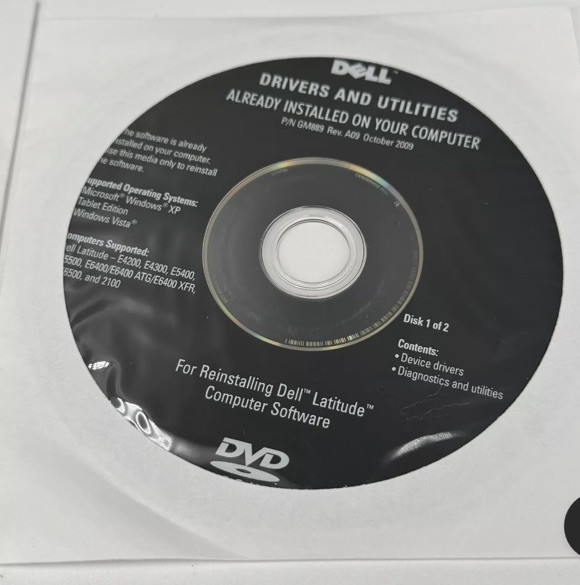 DELL™
DRIVERS AND UTILITIES
ALREADY INSTALLED ON YOUR COMPUTER
P/N GM889 Rev. A09 October 2009
he software is already
nstalled on your computer.
se this media only to reinstall
he software.
upported Operating Systems:
Microsoft® Windows® XP
Tablet Edition
Windows Vista®
omputers Supported:
ell Latitude – E4200, E4300, E5400,
5500, E6400/E6400 ATG/E6400 XFR,
6500, and 2100
Disk 1 of 2
Contents:
• Device drivers
• Diagnostics and utilities
For Reinstalling Dell™ Latitude™
Computer Software
DVD